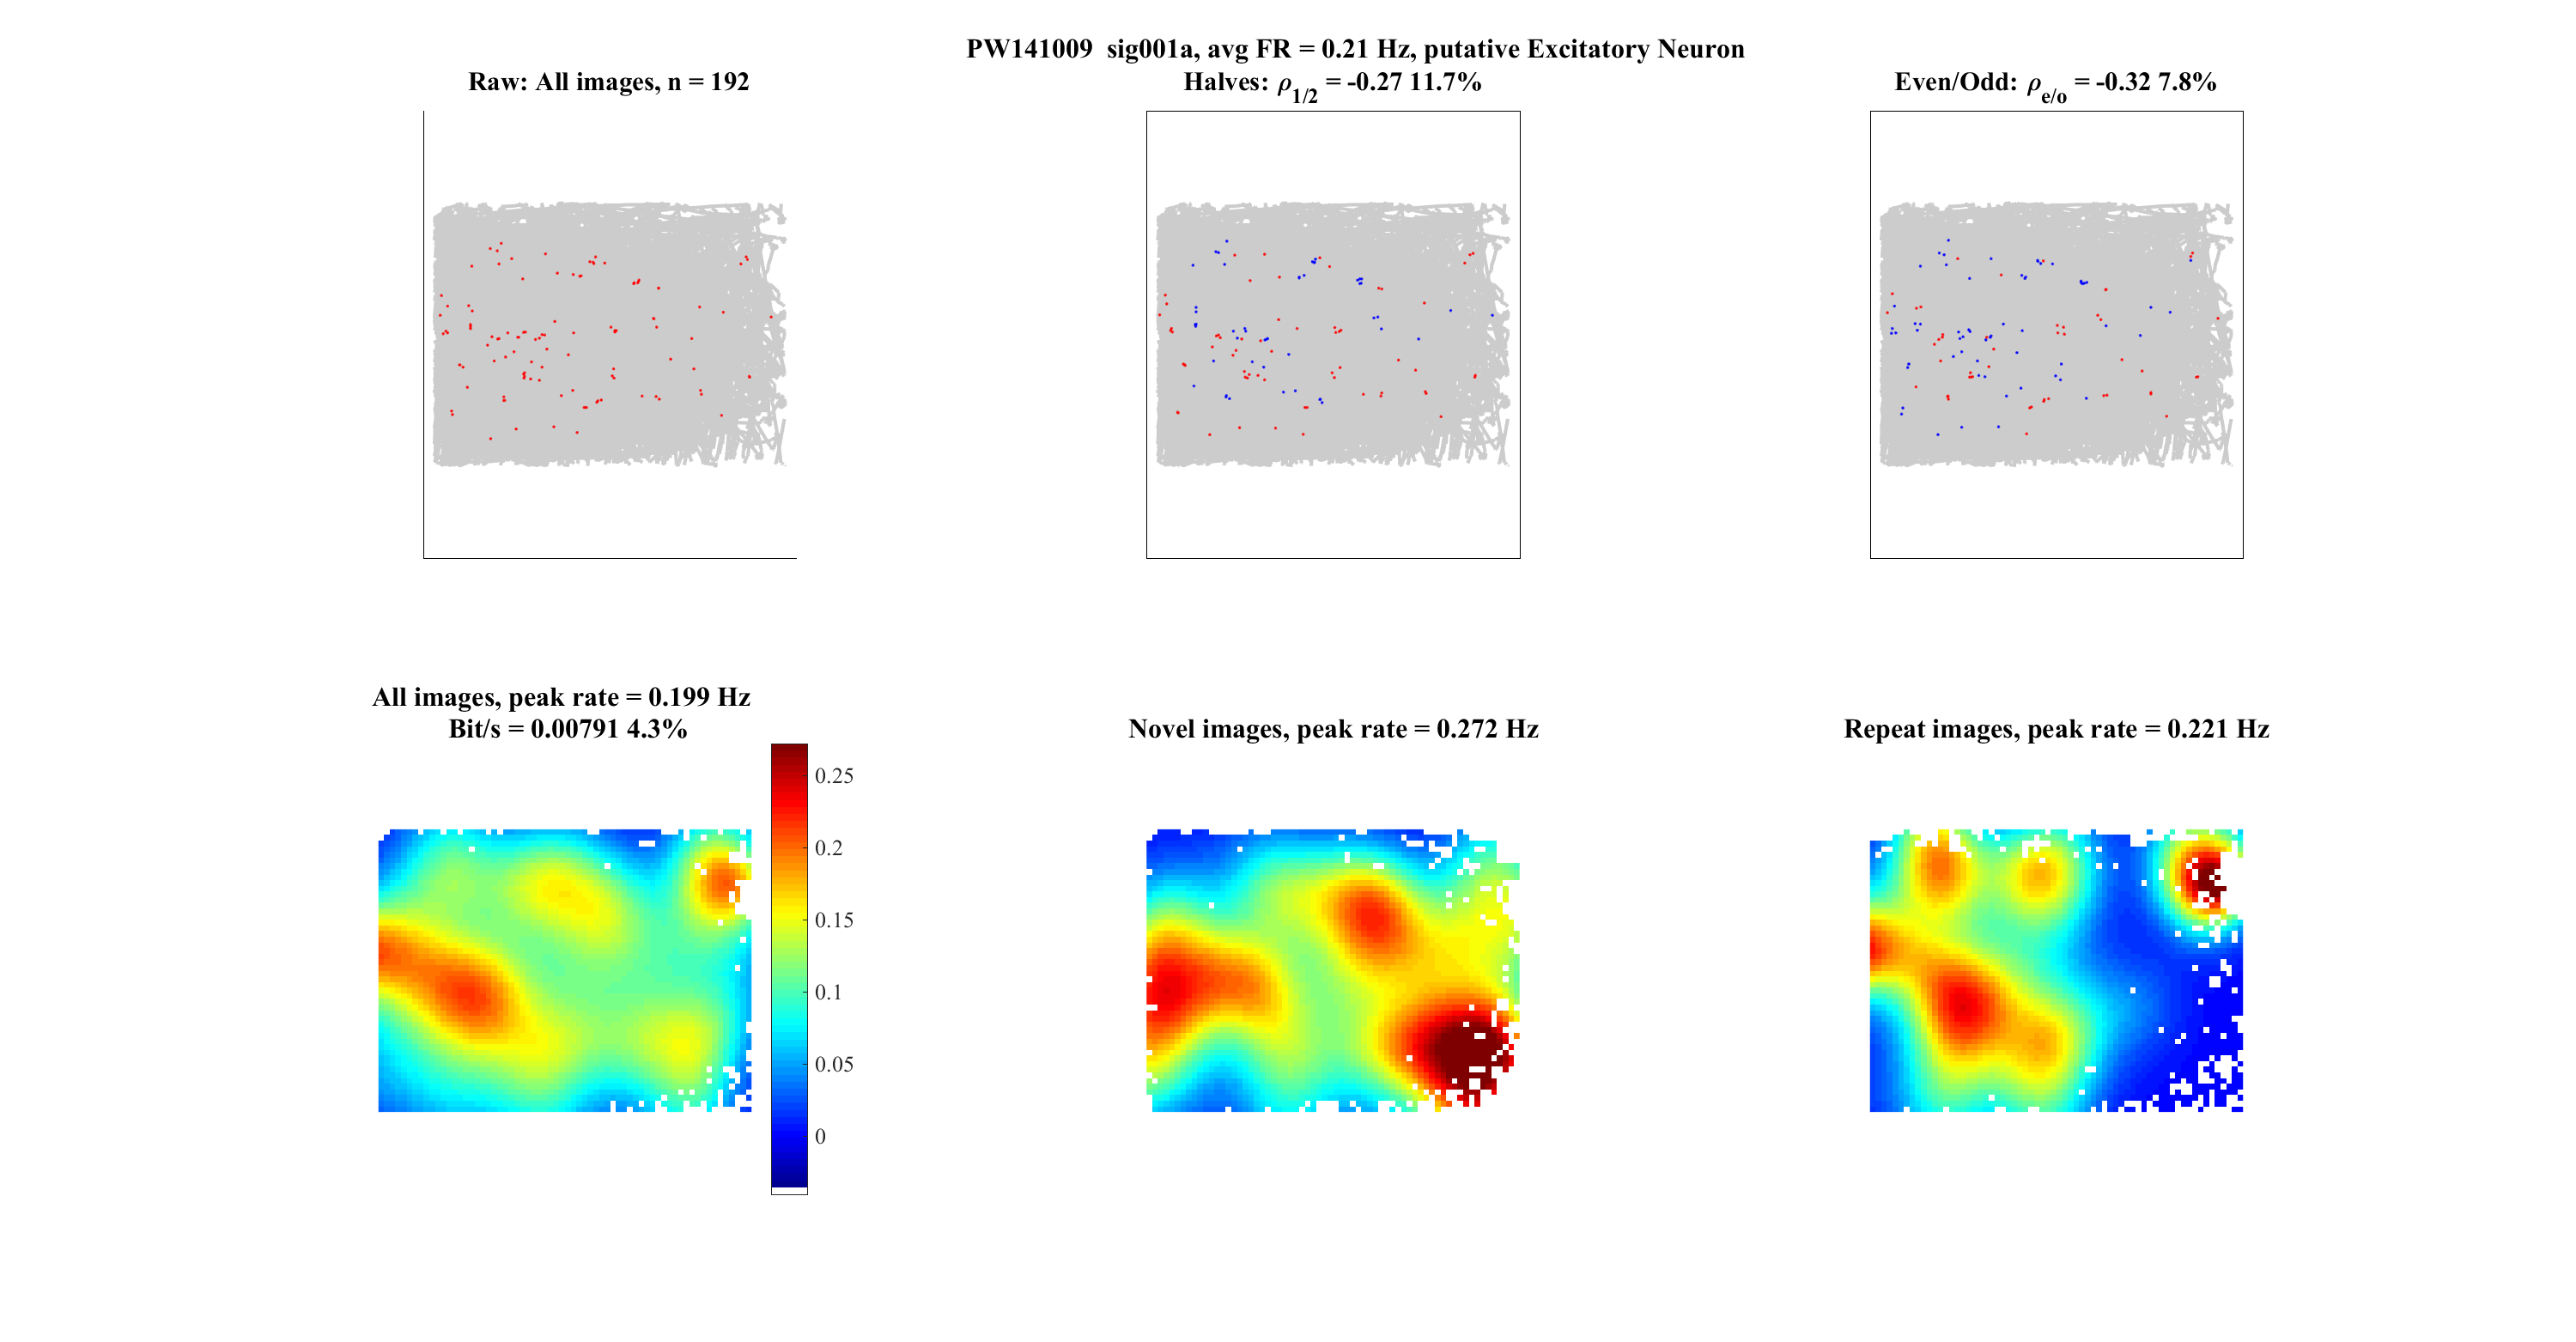 PW141009  sig001a, avg FR = 0.21 Hz, putative Excitatory Neuron
Raw: All images, n = 192
Halves: ρ1/2 = -0.27 11.7%
Even/Odd: ρe/o = -0.32 7.8%
All images, peak rate = 0.199 Hz
Bit/s = 0.00791 4.3%
Novel images, peak rate = 0.272 Hz
Repeat images, peak rate = 0.221 Hz
0.25
0.2
0.15
0.1
0.05
0